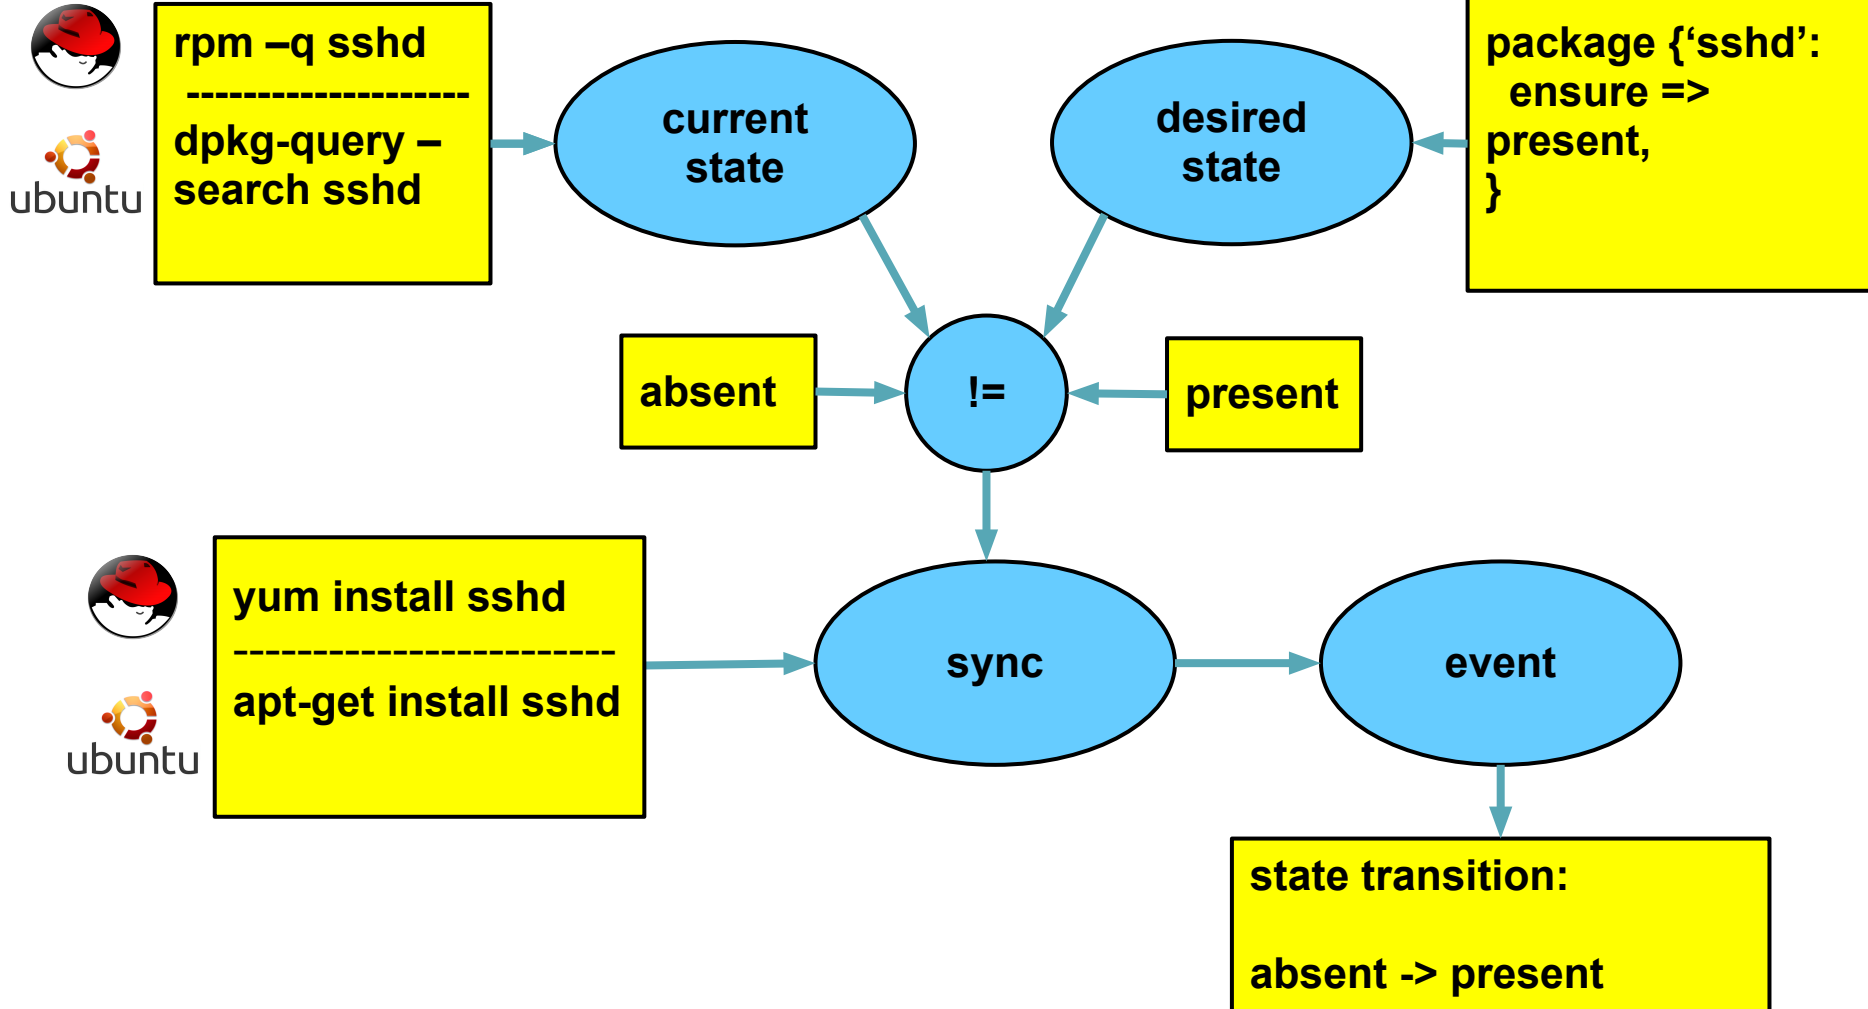 rpm –q sshd
--------------------
dpkg-query –
search sshd
ubuntu
current
state
desired
state
package {‘sshd’:
ensure =>
present,
}
absent
!=
present
yum install sshd
------------------------
apt-get install sshd
ubuntu
sync
event
state transition:
absent -> present